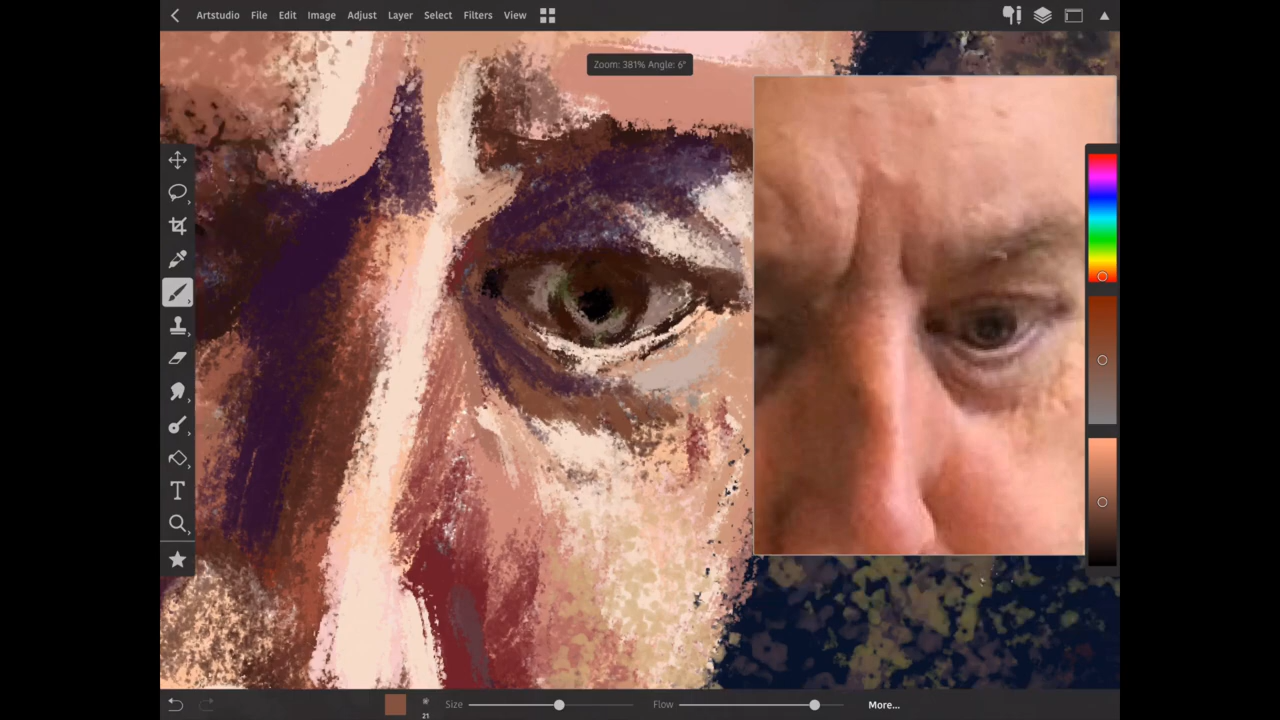 Artstudio File Edit Image Adjust Layer Select Filters View
Zoom: 381% Angle: 6°
T
Size Flow More...
21